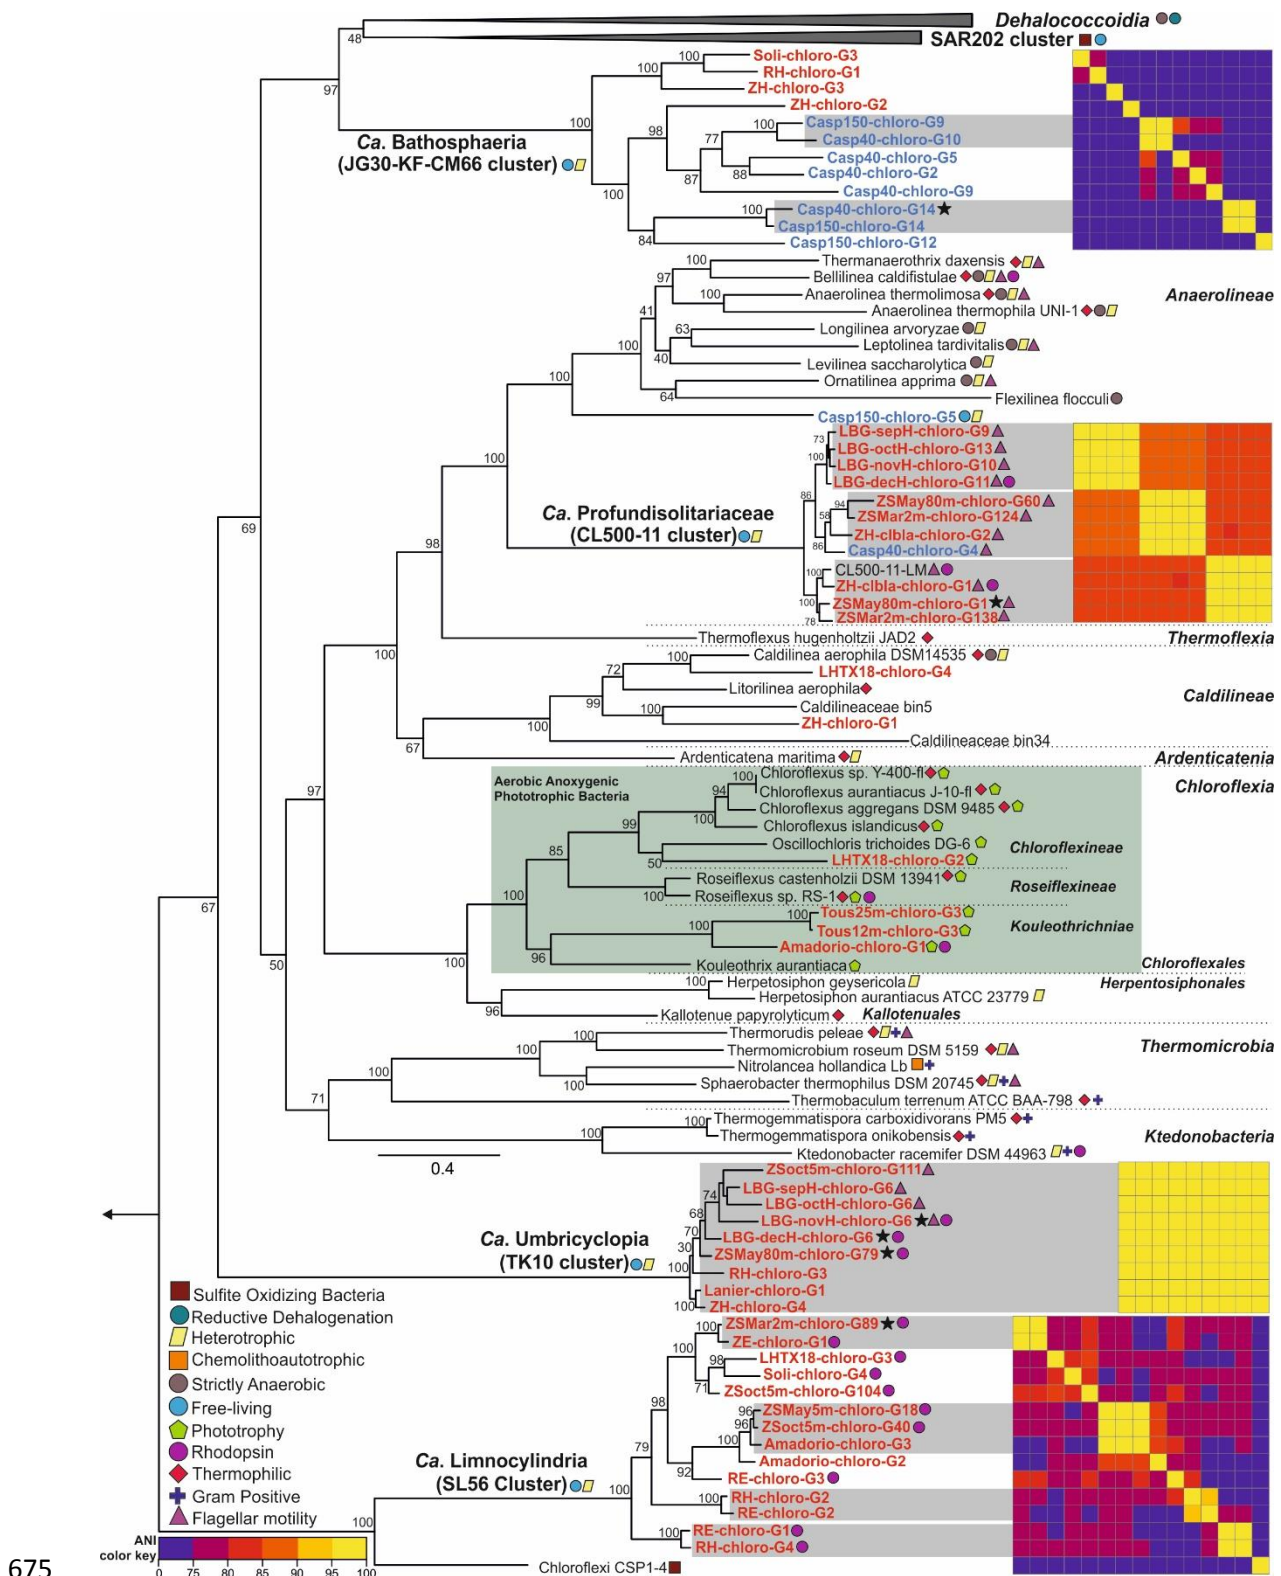 Dehalococcoidia
48
SAR202 cluster
97
100
100
Soli-chloro-G3
RH-chloro-G1
ZH-chloro-G3
100
ZH-chloro-G2
98
Ca. Bathosphaeria
(JG30-KF-CM66 cluster)
100
77
Casp150-chloro-G9
Casp40-chloro-G10
Casp40-chloro-G5
88
Casp40-chloro-G2
87
Casp40-chloro-G9
100
100
Casp40-chloro-G14
Casp150-chloro-G14
84
Casp150-chloro-G12
100
Thermanaerothrix daxensis
97
Bellilinea caldifistulae
100
Anaerolinea thermolimosa
Anaerolineae
41
Anaerolinea thermophila UNI-1
63
Longilinea arvoryzae
100
Leptolinea tardivitalis
40
Levilinea saccharolytica
100
Ornatilinea apprima
64
Flexilinea flocculi
Casp150-chloro-G5
73
LBG-sepH-chloro-G9
LBG-octH-chloro-G13
100
100
LBG-novH-chloro-G10
LBG-decH-chloro-G11
86
94
ZSMay80m-chloro-G60
Ca. Profundisolitariaceae
(CL500-11 cluster)
58
ZSMar2m-chloro-G124
69
ZH-clbla-chloro-G2
86
Casp40-chloro-G4
98
100
CL500-11-LM
ZH-clbla-chloro-G1
100
ZSMay80m-chloro-G1
78
ZSMar2m-chloro-G138
Thermoflexus hugenholtzii JAD2
Thermoflexia
100
100
Caldilinea aerophila DSM14535
72
LHTX18-chloro-G4
Litorilinea aerophila
Caldilineae
99
100
Caldilineaceae bin5
100
ZH-chloro-G1
67
Caldilineaceae bin34
Ardenticatena maritima
Ardenticatenia
Aerobic Anoxygenic
Phototrophic Bacteria
100
Chloroflexus sp. Y-400-fl
Chloroflexia
97
94
Chloroflexus aurantiacus J-10-fl
Chloroflexus aggregans DSM 9485
99
100
Chloroflexus islandicus
85
Oscillochloris trichoides DG-6
Chloroflexineae
50
LHTX18-chloro-G2
Roseiflexus castenholzii DSM 13941
Roseiflexineae
100
100
Roseiflexus sp. RS-1
100
Tous25m-chloro-G3
Kouleothrichniae
100
Tous12m-chloro-G3
Amadorio-chloro-G1
50
100
96
Kouleothrix aurantiaca
Chloroflexales
100
Herpetosiphon geysericola
Herpentosiphonales
Herpetosiphon aurantiacus ATCC 23779
96
Kallotenue papyrolyticum
Kallotenuales
100
Thermorudis peleae
100
Thermomicrobium roseum DSM 5159
Thermomicrobia
100
Nitrolancea hollandica Lb
100
Sphaerobacter thermophilus DSM 20745
71
Thermobaculum terrenum ATCC BAA-798
100
Thermogemmatispora carboxidivorans PM5
100
Thermogemmatispora onikobensis
Ktedonobacteria
Ktedonobacter racemifer DSM 44963
0.4
67
ZSoct5m-chloro-G111
74
LBG-sepH-chloro-G6
LBG-octH-chloro-G6
68
LBG-novH-chloro-G6
Ca. Umbricyclopia
(TK10 cluster)
70
LBG-decH-chloro-G6
30
ZSMay80m-chloro-G79
100
RH-chloro-G3
Lanier-chloro-G1
100
ZH-chloro-G4
Sulfite Oxidizing Bacteria
Reductive Dehalogenation
Heterotrophic
Chemolithoautotrophic
Strictly Anaerobic
Free-living
Phototrophy
Rhodopsin
Thermophilic
Gram Positive
Flagellar motility
100
ZSMar2m-chloro-G89
ZE-chloro-G1
100
98
LHTX18-chloro-G3
Soli-chloro-G4
71
ZSoct5m-chloro-G104
98
96
ZSMay5m-chloro-G18
96
ZSoct5m-chloro-G40
100
Amadorio-chloro-G3
79
Amadorio-chloro-G2
92
RE-chloro-G3
Ca. Limnocylindria
(SL56 Cluster)
100
100
RH-chloro-G2
RE-chloro-G2
100
RE-chloro-G1
100
RH-chloro-G4
Chloroflexi CSP1-4
ANI
color key
0 75 80 85 90 95 100
675